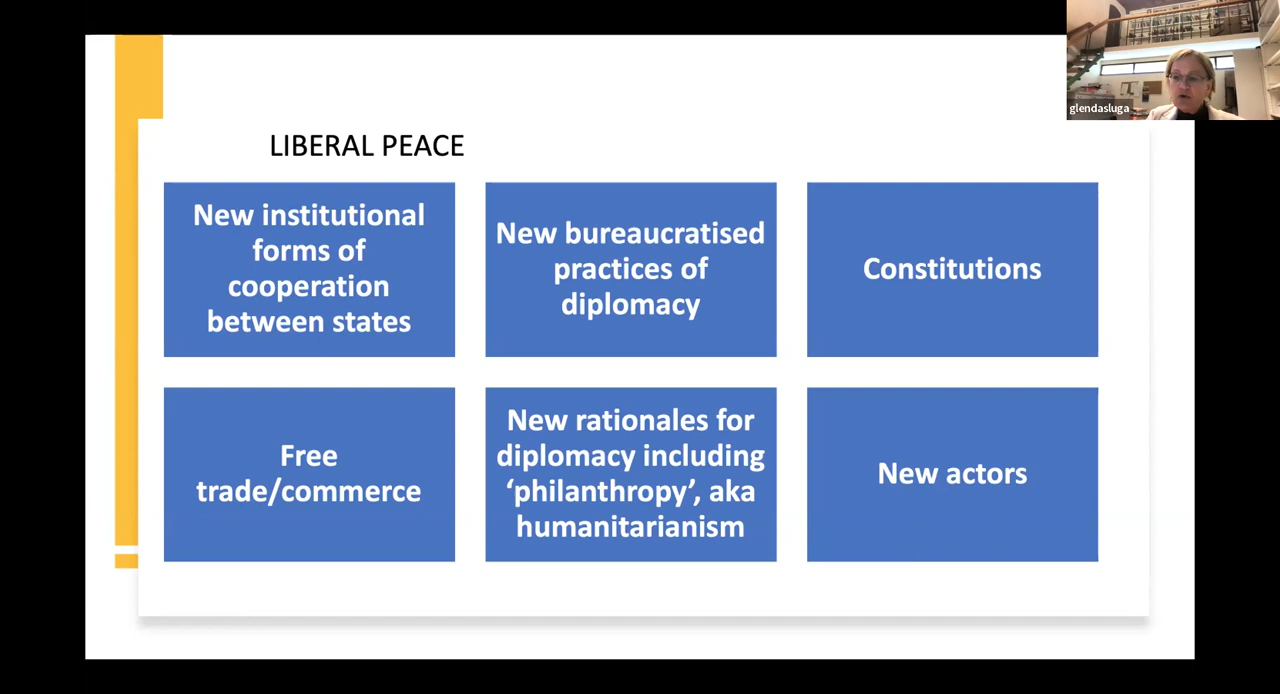 glendasluga
LIBERAL PEACE
New institutional
forms of
cooperation
between states
New bureaucratised
practices of
diplomacy
Constitutions
Free
trade/commerce
New rationales for
diplomacy including
‘philanthropy’, aka
humanitarianism
New actors